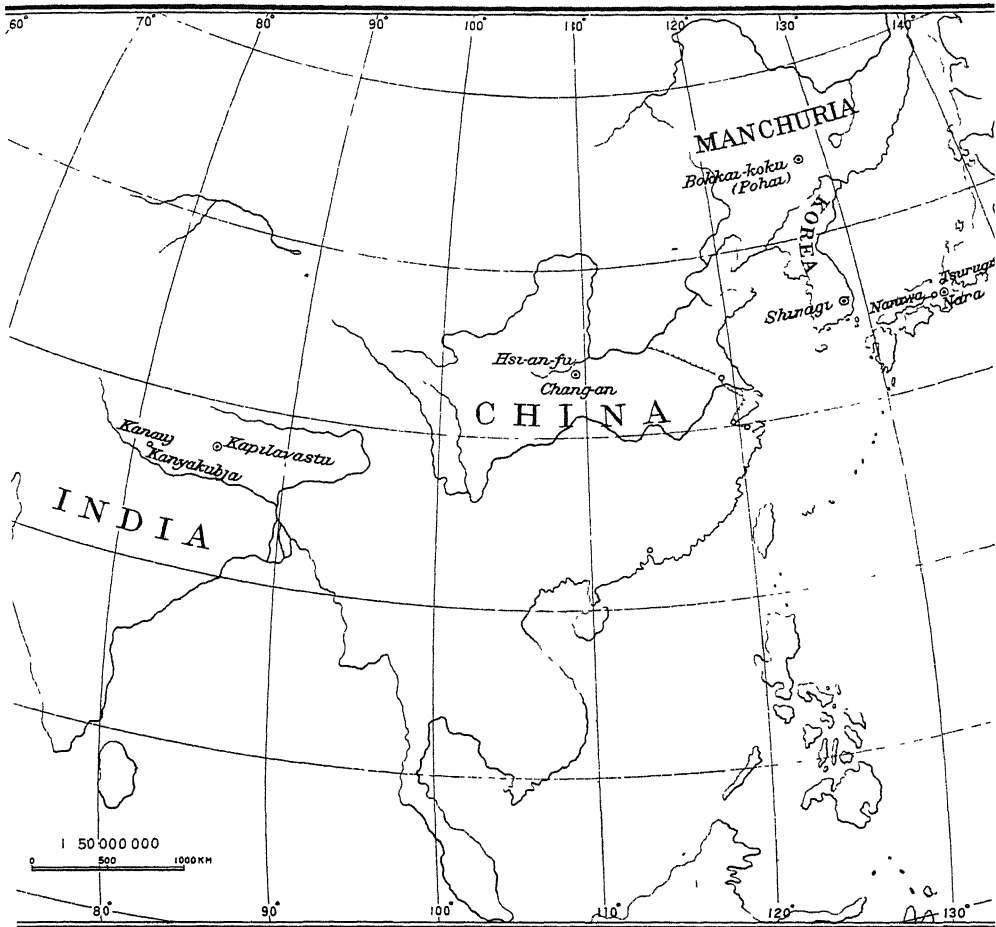 60° 70° 80° 90° 100° 110° 120° 130° 140°
MANCHURIA
Bokkai-koku
(Pohai)
KOREA
Tsuruga
Shiragi
Naniwa
Nara
Hsi-an-fu
Chang-an
CHINA
Kanauj
Kanyakubja
Kapilavastu
INDIA
1 50 000 000
0 500 1000 KM
80° 90° 100° 110° 120° 130°